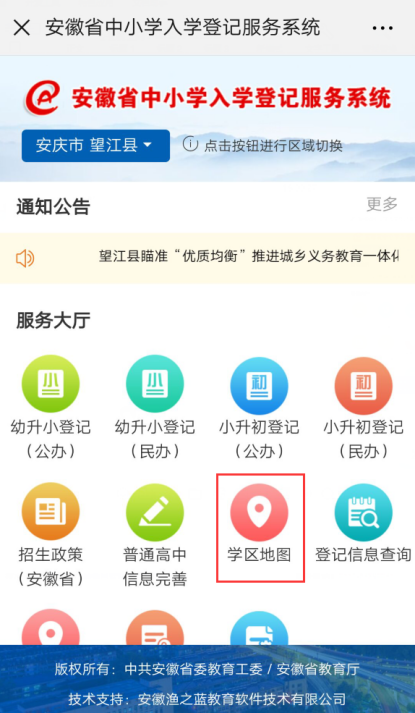 安徽省中小学入学登记服务系统
安徽省中小学入学登记服务系统
安庆市 望江县
点击按钮进行区域切换
通知公告
更多
望江县瞄准“优质均衡”推进城乡义务教育一体
服务大厅
幼升小登记
（公办）
幼升小登记
（民办）
小升初登记
（公办）
小升初登记
（民办）
招生政策
（安徽省）
普通高中
信息完善
学区地图
登记信息查询
版权所有：中共安徽省委教育工委 / 安徽省教育厅
技术支持：安徽渔之蓝教育软件技术有限公司